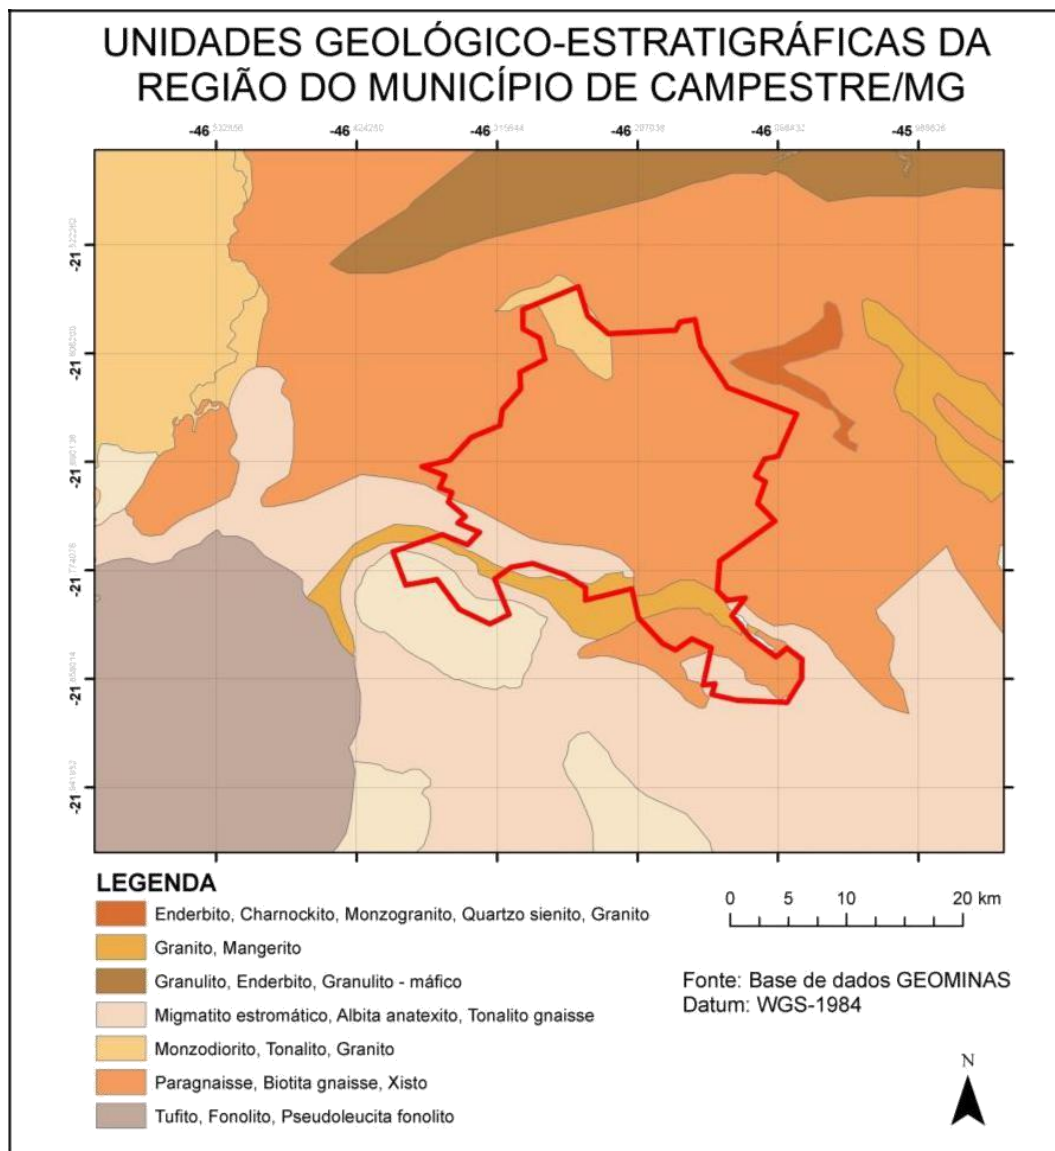 UNIDADES GEOLÓGICO-ESTRATIGRÁFICAS DA
REGIÃO DO MUNICÍPIO DE CAMPESTRE/MG
-46 -46 -46 -46 -46 -45
-21
-21
-21
-21
-21
-21
LEGENDA
Enderbito, Charnockito, Monzogranito, Quartzo sienito, Granito
Granito, Mangerito
Granulito, Enderbito, Granulito - máfico
Migmatito estromático, Albita anatexito, Tonalito gnaisse
Monzodiorito, Tonalito, Granito
Paragnaisse, Biotita gnaisse, Xisto
Tufito, Fonolito, Pseudoleucita fonolito
0 5 10 20 km
Fonte: Base de dados GEOMINAS
Datum: WGS-1984
N